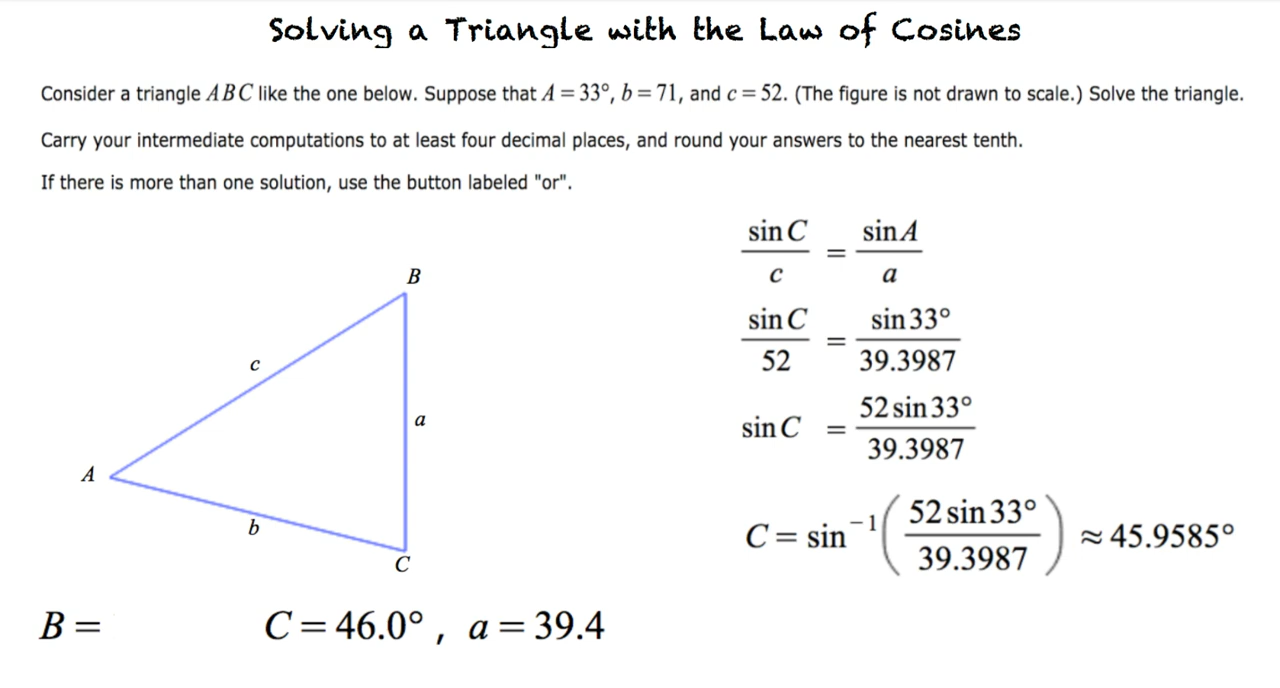 Solving a Triangle with the Law of Cosines
Consider a triangle ABC like the one below. Suppose that A = 33°, b = 71, and c = 52. (The figure is not drawn to scale.) Solve the triangle.
Carry your intermediate computations to at least four decimal places, and round your answers to the nearest tenth.
If there is more than one solution, use the button labeled "or".
sin C / c = sin A / a
sin C / 52 = sin 33° / 39.3987
sin C = 52 sin 33° / 39.3987
C = sin⁻¹ ( 52 sin 33° / 39.3987 ) ≈ 45.9585°
B
c
a
A
b
C
B = C = 46.0° , a = 39.4